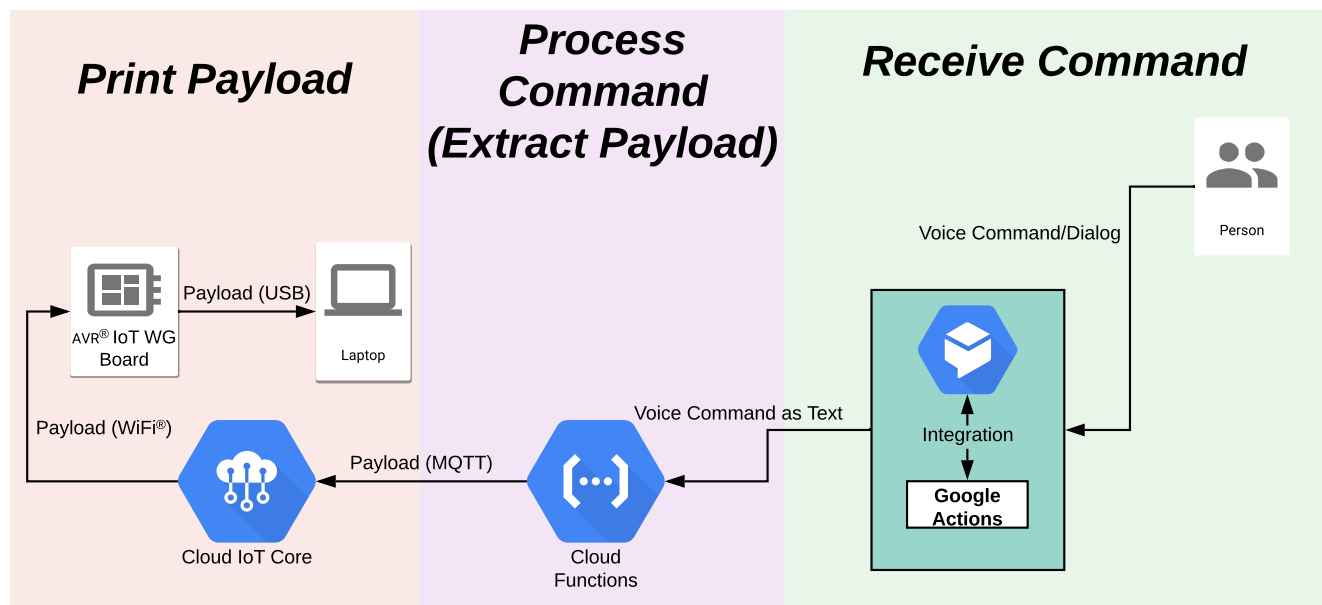 Print Payload
Process
Command
(Extract Payload)
Receive Command
Person
Voice Command/Dialog
Payload (USB)
AVR® IoT WG
Board
Laptop
Voice Command as Text
Integration
Payload (WiFi®)
Payload (MQTT)
Google
Actions
Cloud IoT Core
Cloud
Functions